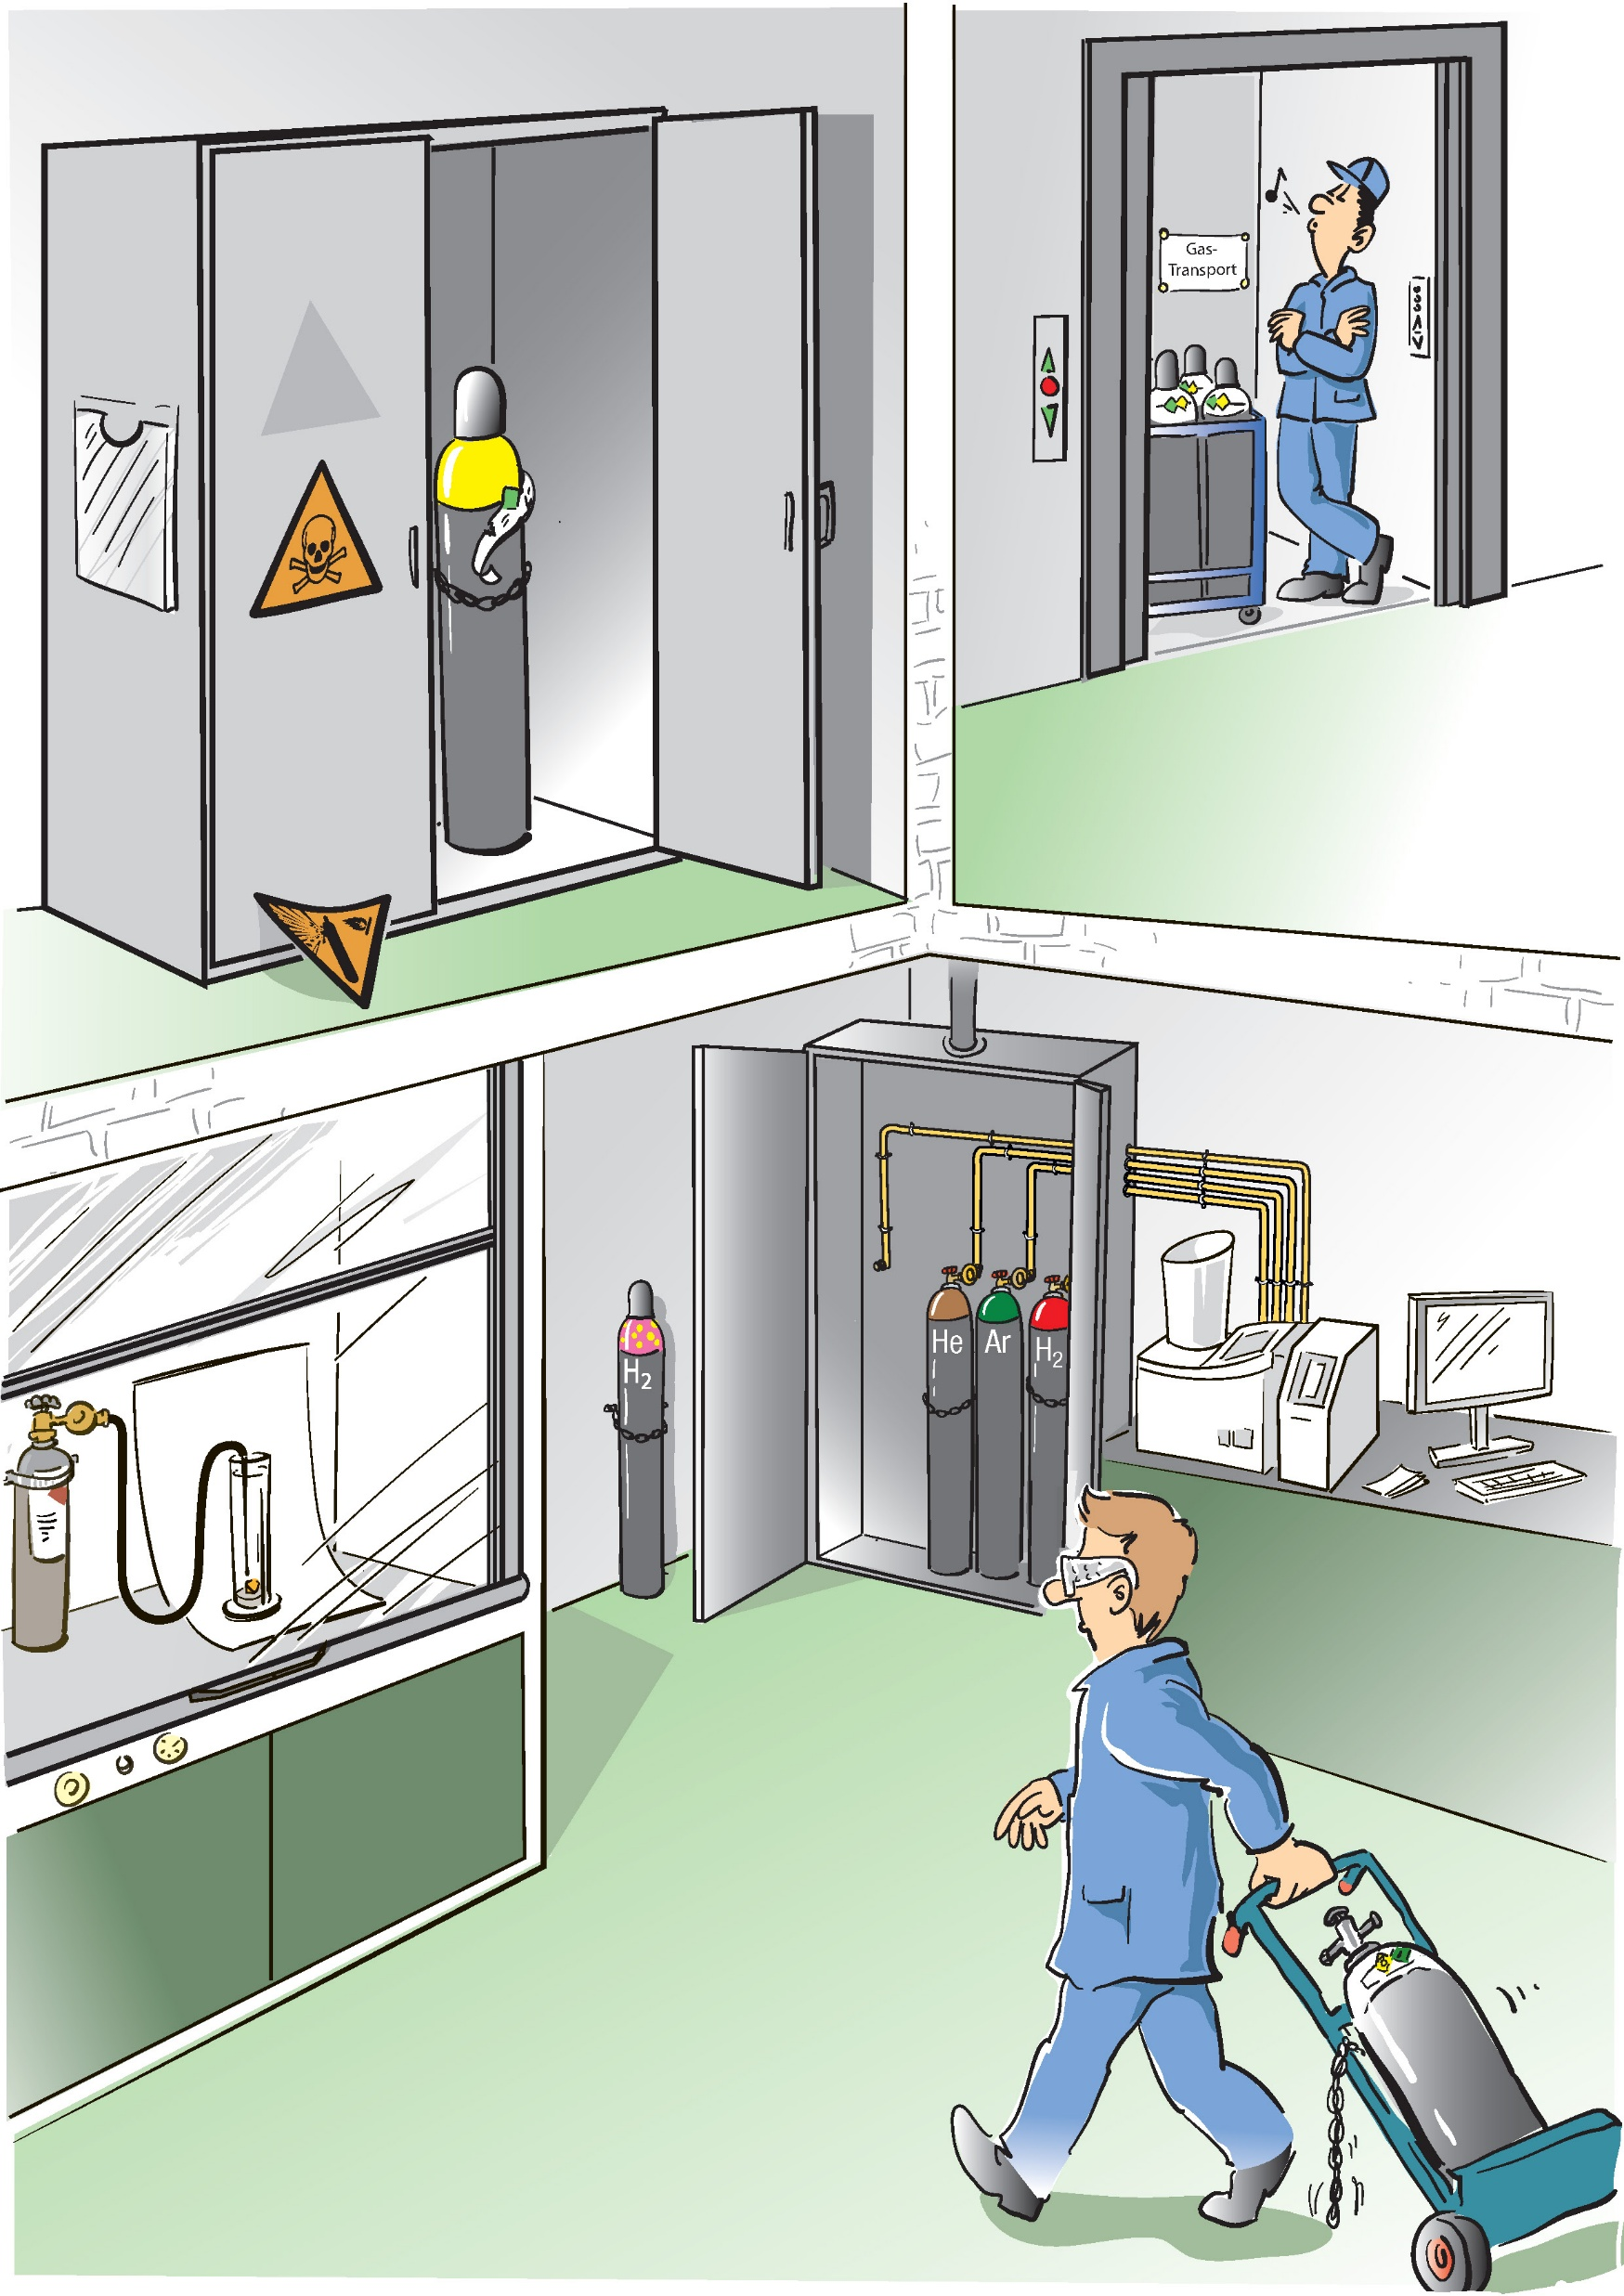 Gas-
Transport
He
Ar
H2
H2